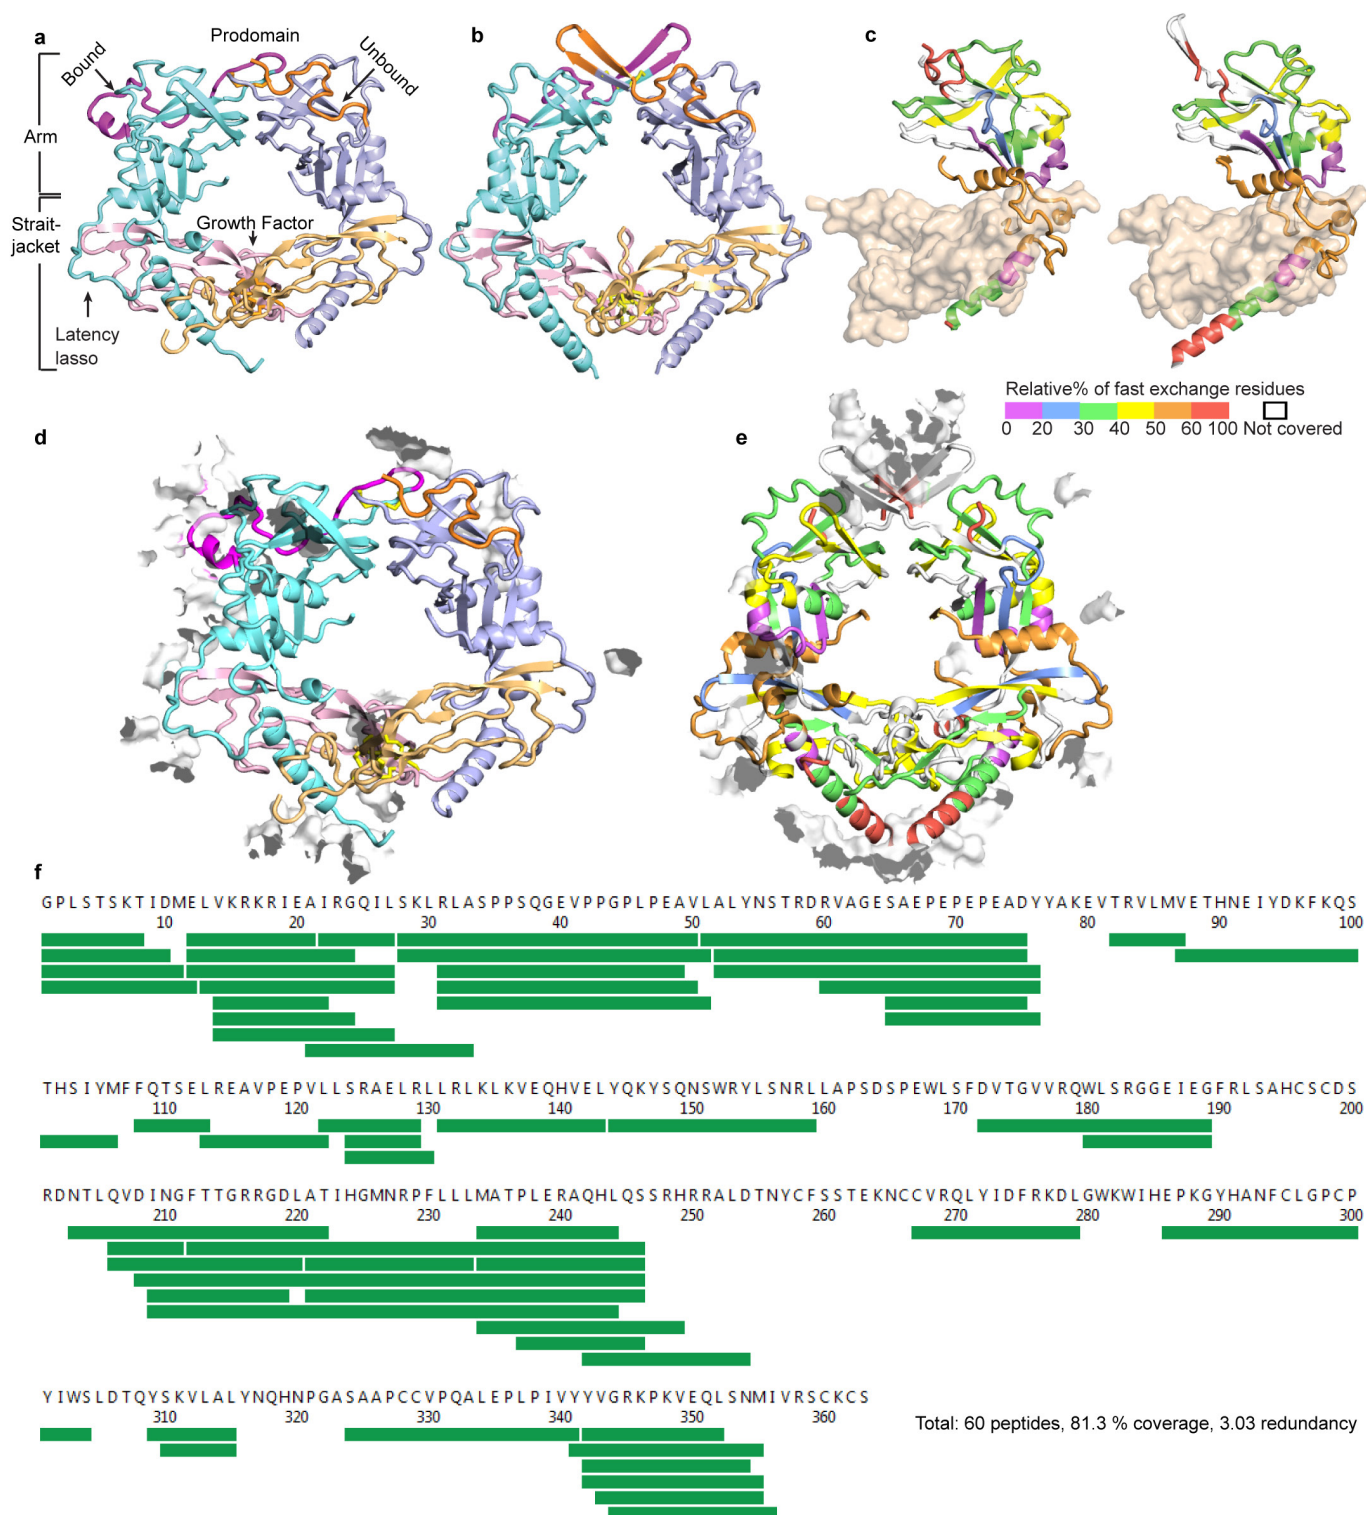 a
Prodomain
Bound
Unbound
Arm
Strait-
jacket
Growth Factor
Latency
lasso
b
c
Relative% of fast exchange residues
0 20 30 40 50 60 100 Not covered
d
e
f
GPLSTSKTIDMELVKRKRIEAIRGQILSKLRLASPPSQGEVPPGPLPEAVLALYNSTRDRVAGESAEPEPEPEADYYAKEVTRVLMVETHNEIYDKFKQS
10 20 30 40 50 60 70 80 90 100
THSIYMFFQTSELREAVPEPVLLSRAELRLLRLKLKVEQHVELYQKYSQNSWRYLSNRLLAPSDSPEWLSFDVTGVVRQWLSRGGEIEGFRLSAHCSCDS
110 120 130 140 150 160 170 180 190 200
RDNTLQVDINGFTTGRRGDLATIHGMNRPFLLLMATPLERAQHLQSSRHRRALDTNYCFSSTEKNCCVRQLYIDFRKDLGWKWIHEPKGYHANFCLGPCP
210 220 230 240 250 260 270 280 290 300
YIWSLDTQYSKVLALYNQHNPGASAAPCCVPQALEPLPIVYYVGRKPKVEQLSNMIVRSCKCS
310 320 330 340 350 360
Total: 60 peptides, 81.3 % coverage, 3.03 redundancy